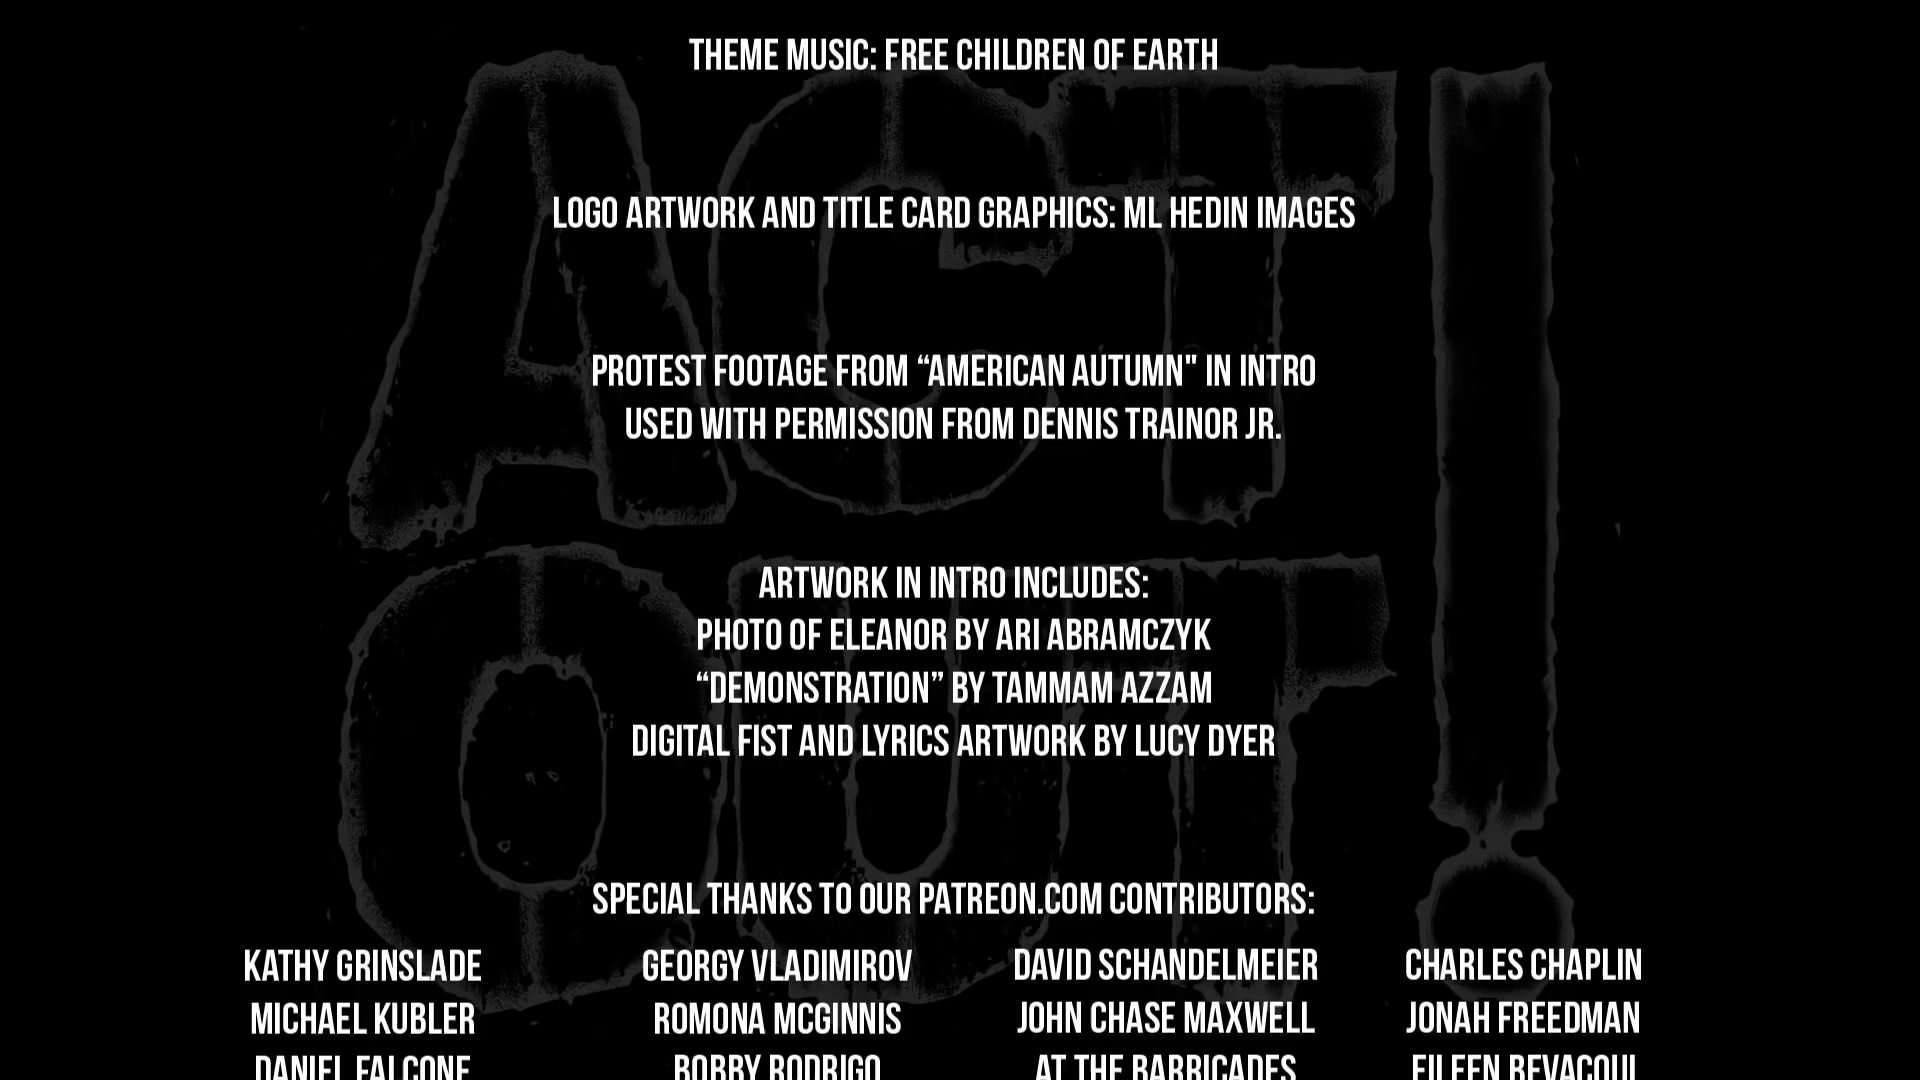 THEME MUSIC: FREE CHILDREN OF EARTH
LOGO ARTWORK AND TITLE CARD GRAPHICS: ML HEDIN IMAGES
PROTEST FOOTAGE FROM “AMERICAN AUTUMN" IN INTRO
USED WITH PERMISSION FROM DENNIS TRAINOR JR.
ARTWORK IN INTRO INCLUDES:
PHOTO OF ELEANOR BY ARI ABRAMCZYK
“DEMONSTRATION” BY TAMMAM AZZAM
DIGITAL FIST AND LYRICS ARTWORK BY LUCY DYER
SPECIAL THANKS TO OUR PATREON.COM CONTRIBUTORS:
KATHY GRINSLADE GEORGY VLADIMIROV DAVID SCHANDELMEIER CHARLES CHAPLIN
MICHAEL KUBLER ROMONA MCGINNIS JOHN CHASE MAXWELL JONAH FREEDMAN
DANIEL FALCONE BOBBY RODRIGO AT THE BARRICADES EILEEN BEVACQUI
ACT
OUT!